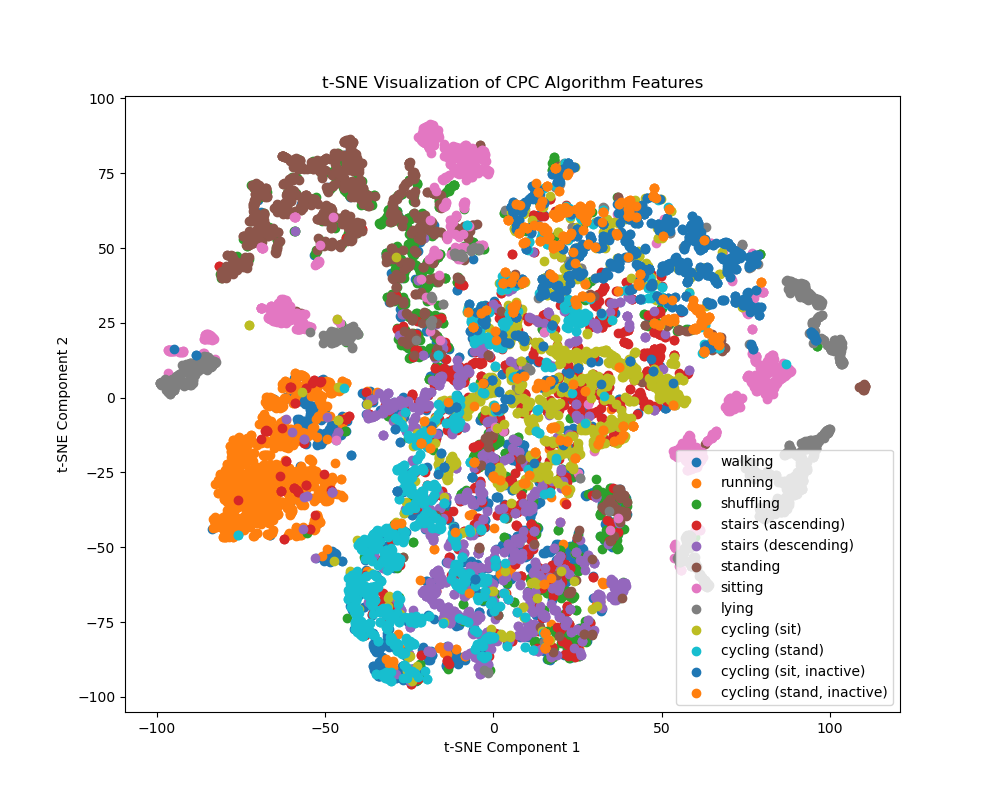 t-SNE Visualization of CPC Algorithm Features
100
75
50
25
0
−25
−50
−75
−100
t-SNE Component 2
walking
running
shuffling
stairs (ascending)
stairs (descending)
standing
sitting
lying
cycling (sit)
cycling (stand)
cycling (sit, inactive)
cycling (stand, inactive)
−100
−50
0
50
100
t-SNE Component 1